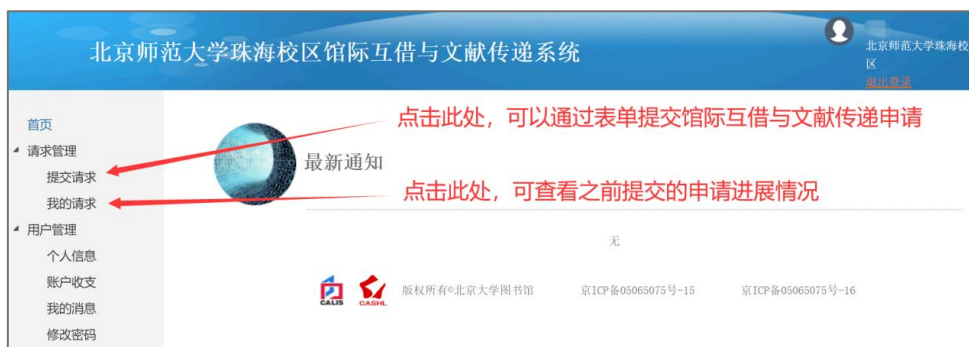 北京师范大学珠海校区馆际互借与文献传递系统
北京师范大学珠海校
区
退出登录
首页
请求管理
提交请求
我的请求
用户管理
个人信息
账户收支
我的消息
修改密码
点击此处，可以通过表单提交馆际互借与文献传递申请
最新通知
点击此处，可查看之前提交的申请进展情况
无
CALIS
CASHL
版权所有©北京大学图书馆
京ICP备05065075号-15
京ICP备05065075号-16